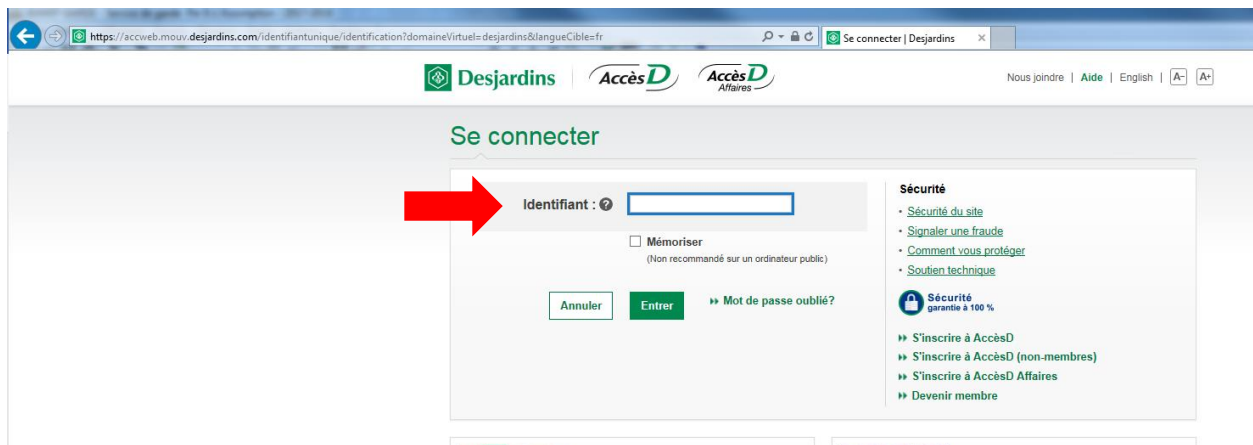 https://accweb.mouv.desjardins.com/identifiantunique/identification?domaineVirtuel=desjardins&langueCible=fr
Se connecter | Desjardins
Desjardins
AccèsD
AccèsD Affaires
Nous joindre | Aide | English | A- A+
Se connecter
Identifiant :
Mémoriser
(Non recommandé sur un ordinateur public)
Annuler
Entrer
Mot de passe oublié?
Sécurité
Sécurité du site
Signaler une fraude
Comment vous protéger
Soutien technique
Sécurité
garantie à 100 %
S'inscrire à AccèsD
S'inscrire à AccèsD (non-membres)
S'inscrire à AccèsD Affaires
Devenir membre